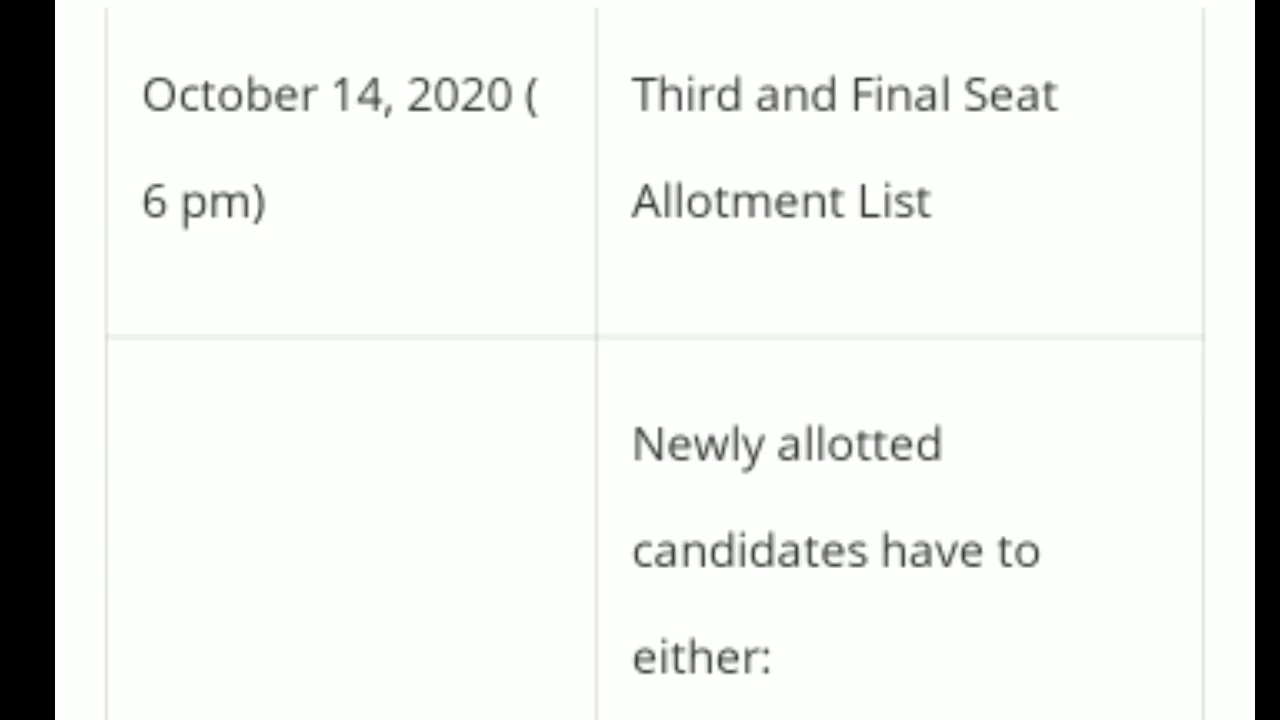 October 14, 2020 (
6 pm)
Third and Final Seat
Allotment List
Newly allotted
candidates have to
either: